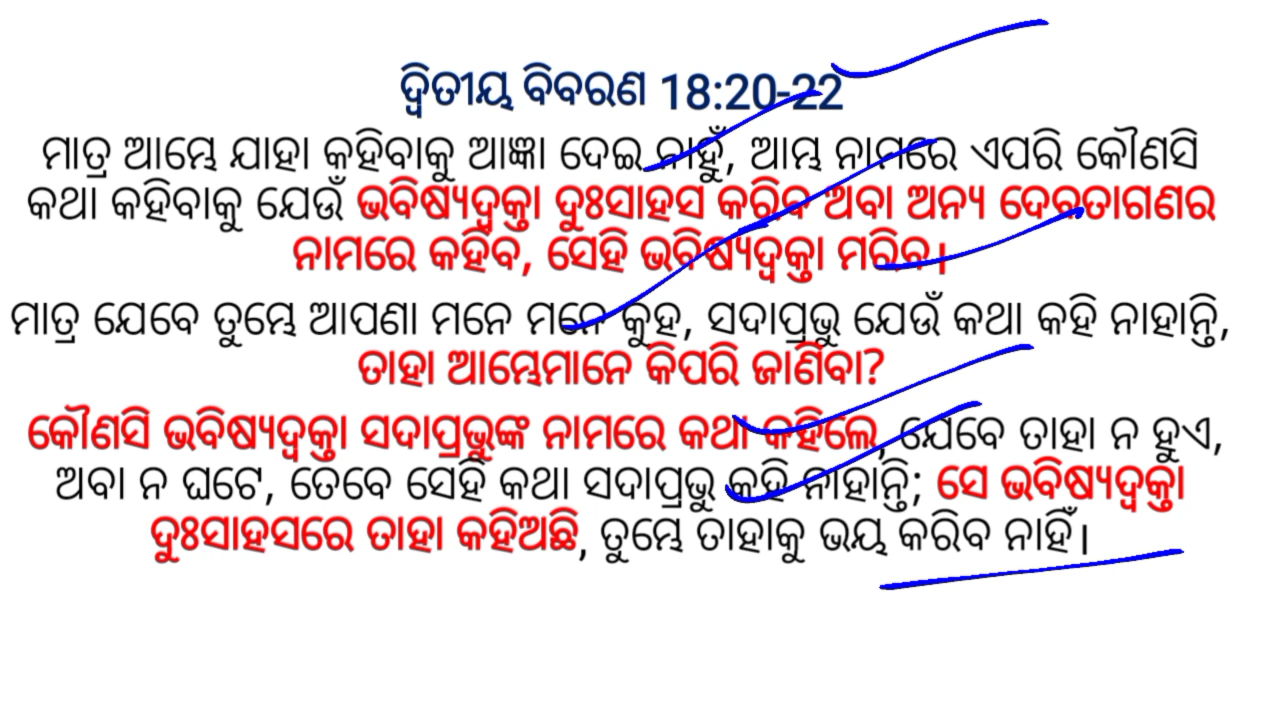 ଦ୍ୱିତୀୟ ବିବରଣ 18:20-22
ମାତ୍ର ଆମ୍ଭେ ଯାହା କହିବାକୁ ଆଜ୍ଞା ଦେଇ ନାହୁଁ, ଆମ୍ଭ ନାମରେ ଏପରି କୌଣସି
କଥା କହିବାକୁ ଯେଉଁ ଭବିଷ୍ୟଦ୍ବକ୍ତା ଦୁଃସାହସ କରିବ ଅବା ଅନ୍ୟ ଦେବତାଗଣର
ନାମରେ କହିବ, ସେହି ଭବିଷ୍ୟଦ୍ବକ୍ତା ମରିବ।
ମାତ୍ର ଯେବେ ତୁମ୍ଭେ ଆପଣା ମନେ ମନେ କୁହ, ସଦାପ୍ରଭୁ ଯେଉଁ କଥା କହି ନାହାନ୍ତି,
ତାହା ଆମ୍ଭେମାନେ କିପରି ଜାଣିବା?
କୌଣସି ଭବିଷ୍ୟଦ୍ବକ୍ତା ସଦାପ୍ରଭୁଙ୍କ ନାମରେ କଥା କହିଲେ, ଯେବେ ତାହା ନ ହୁଏ,
ଅବା ନ ଘଟେ, ତେବେ ସେହି କଥା ସଦାପ୍ରଭୁ କହି ନାହାନ୍ତି; ସେ ଭବିଷ୍ୟଦ୍ବକ୍ତା
ଦୁଃସାହସରେ ତାହା କହିଅଛି, ତୁମ୍ଭେ ତାହାକୁ ଭୟ କରିବ ନାହିଁ।